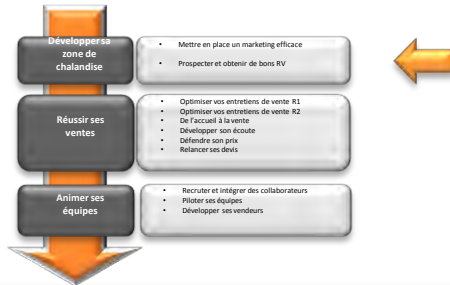 Développer sa
zone de
chalandise
• Mettre en place un marketing efficace
• Prospecter et obtenir de bons RV
Réussir ses
ventes
• Optimiser vos entretiens de vente R1
• Optimiser vos entretiens de vente R2
• De l'accueil à la vente
• Développer son écoute
• Défendre son prix
• Relancer ses devis
Animer ses
équipes
• Recruter et intégrer des collaborateurs
• Piloter ses équipes
• Développer ses vendeurs